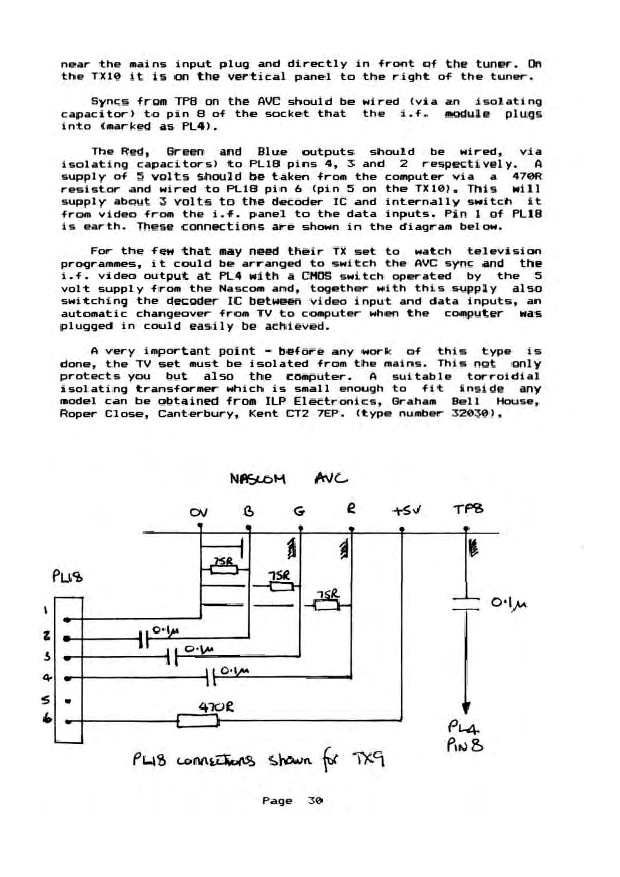 near the mains input plug and directly in front of the tuner. On
the TX10 it is on the vertical panel to the right of the tuner.
Syncs from TP8 on the AVC should be wired (via an isolating
capacitor) to pin 8 of the socket that the i.f. module plugs
into (marked as PL4).
The Red, Green and Blue outputs should be wired, via
isolating capacitors) to PL18 pins 4, 3 and 2 respectively. A
supply of 5 volts should be taken from the computer via a 470R
resistor and wired to PL18 pin 6 (pin 5 on the TX10). This will
supply about 3 volts to the decoder IC and internally switch it
from video from the i.f. panel to the data inputs. Pin 1 of PL18
is earth. These connections are shown in the diagram below.
For the few that may need their TX set to watch television
programmes, it could be arranged to switch the AVC sync and the
i.f. video output at PL4 with a CMOS switch operated by the 5
volt supply from the Nascom and, together with this supply also
switching the decoder IC between video input and data inputs, an
automatic changeover from TV to computer when the computer was
plugged in could easily be achieved.
A very important point - before any work of this type is
done, the TV set must be isolated from the mains. This not only
protects you but also the computer. A suitable torroidial
isolating transformer which is small enough to fit inside any
model can be obtained from ILP Electronics, Graham Bell House,
Roper Close, Canterbury, Kent CT2 7EP. (type number 32030).
NASCOM AVC
OV B G R +5V TP8
75R
75R
75R
PL18
1
2
3
4
5
6
0.1μ
0.1μ
0.1μ
470R
0.1μ
PL4
PIN 8
PL18 connections shown for TX9
Page 30